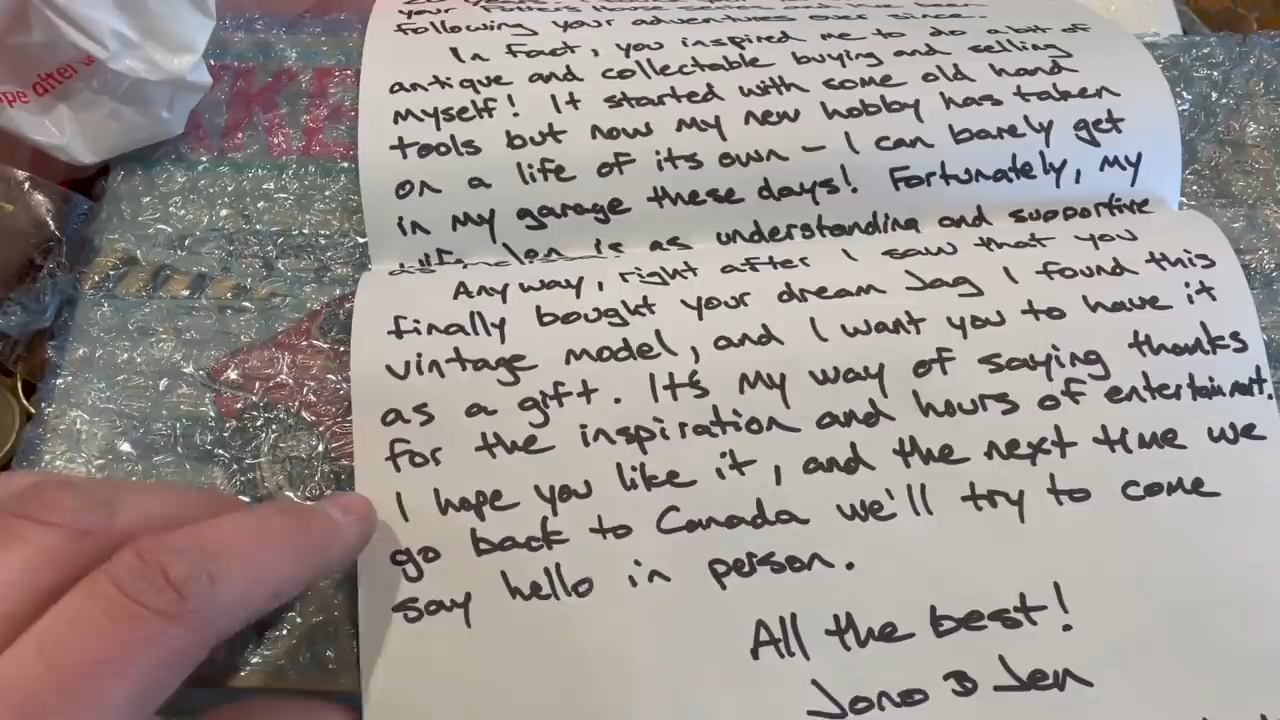 following your adventures ever since.
In fact, you inspired me to do a bit of
antique and collectable buying and selling
myself! It started with some old hand
tools but now my new hobby has taken
on a life of its own - I can barely get
in my garage these days! Fortunately, my
is as understanding and supportive
Anyway, right after I saw that you
finally bought your dream Jag I found this
vintage model, and I want you to have it
as a gift. It's my way of saying thanks
for the inspiration and hours of entertainment.
I hope you like it, and the next time we
go back to Canada we'll try to come
say hello in person.
All the best!
Jono & Jen